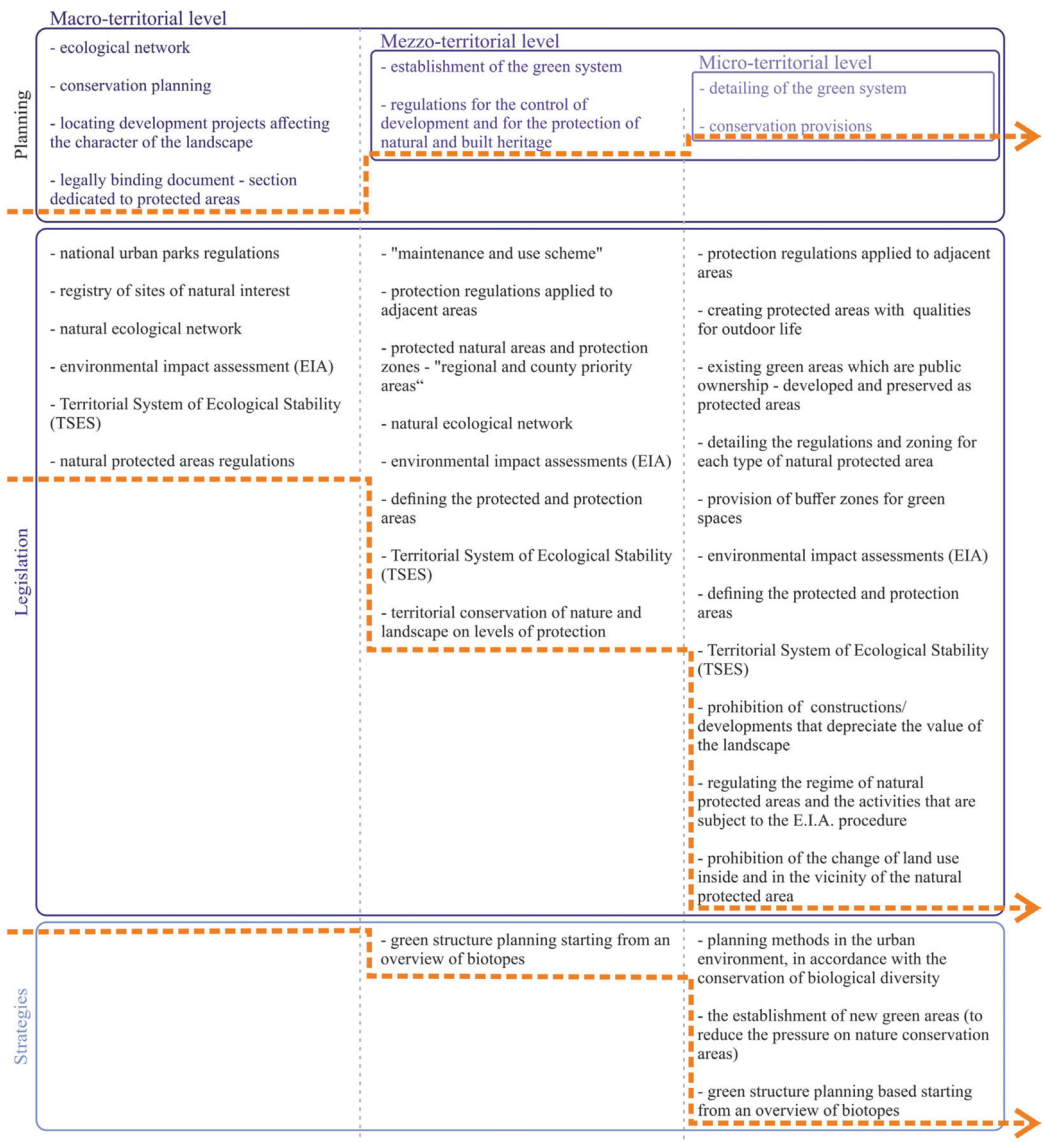 Macro-territorial level
Planning
- ecological network
- conservation planning
- locating development projects affecting
the character of the landscape
- legally binding document - section
dedicated to protected areas
Mezzo-territorial level
- establishment of the green system
- regulations for the control of
development and for the protection of
natural and built heritage
Micro-territorial level
- detailing of the green system
- conservation provisions
Legislation
- national urban parks regulations
- registry of sites of natural interest
- natural ecological network
- environmental impact assessment (EIA)
- Territorial System of Ecological Stability
(TSES)
- natural protected areas regulations
- "maintenance and use scheme"
- protection regulations applied to
adjacent areas
- protected natural areas and protection
zones - "regional and county priority
areas“
- natural ecological network
- environmental impact assessments (EIA)
- defining the protected and protection
areas
- Territorial System of Ecological Stability
(TSES)
- territorial conservation of nature and
landscape on levels of protection
- protection regulations applied to adjacent
areas
- creating protected areas with qualities
for outdoor life
- existing green areas which are public
ownership - developed and preserved as
protected areas
- detailing the regulations and zoning for
each type of natural protected area
- provision of buffer zones for green
spaces
- environmental impact assessments (EIA)
- defining the protected and protection
areas
- Territorial System of Ecological Stability
(TSES)
- prohibition of constructions/
developments that depreciate the value of
the landscape
- regulating the regime of natural
protected areas and the activities that are
subject to the E.I.A. procedure
- prohibition of the change of land use
inside and in the vicinity of the natural
protected area
Strategies
- green structure planning starting from an
overview of biotopes
- planning methods in the urban
environment, in accordance with the
conservation of biological diversity
- the establishment of new green areas (to
reduce the pressure on nature conservation
areas)
- green structure planning based starting
from an overview of biotopes